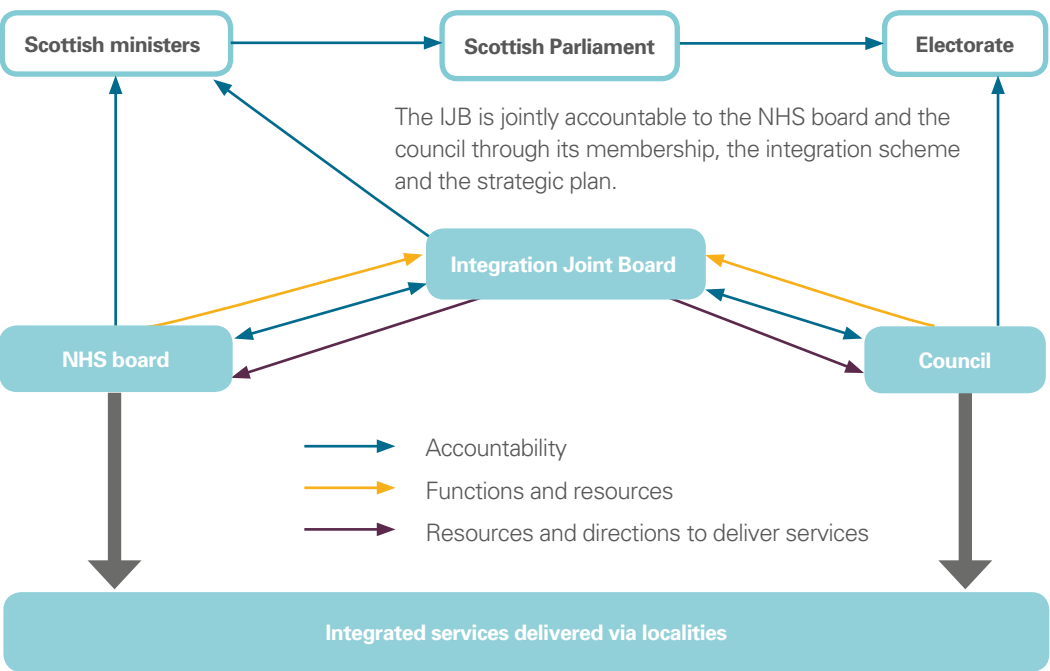 Scottish ministers
Scottish Parliament
Electorate
The IJB is jointly accountable to the NHS board and the
council through its membership, the integration scheme
and the strategic plan.
Integration Joint Board
NHS board
Council
Accountability
Functions and resources
Resources and directions to deliver services
Integrated services delivered via localities